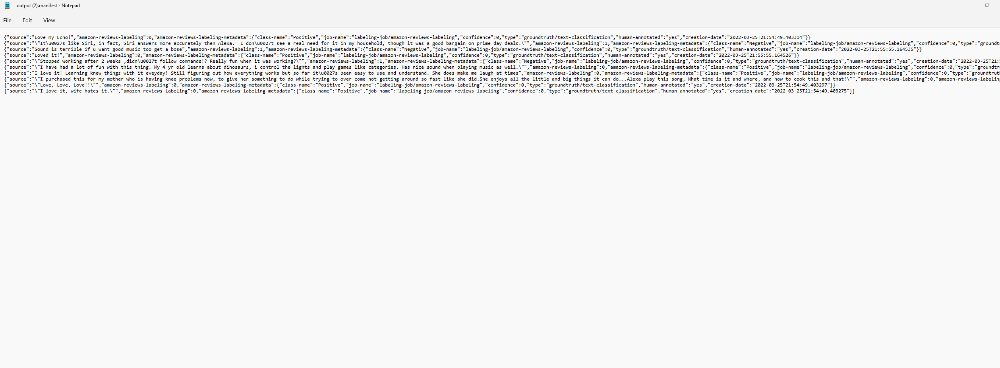 output (2).manifest - Notepad
File Edit View
{"source":"Love my Echo!","amazon-reviews-labeling":0,"amazon-reviews-labeling-metadata":{"class-name":"Positive","job-name":"labeling-job/amazon-reviews-labeling","confidence":0,"type":"groundtruth/text-classification","human-annotated":"yes","creation-date":"2022-03-25T21:54:49.403314"}}
{"source":"\"It\u0027s like Siri, in fact, Siri answers more accurately then Alexa.  I don\u0027t see a real need for it in my household, though it was a good bargain on prime day deals.\"","amazon-reviews-labeling":1,"amazon-reviews-labeling-metadata":{"class-name":"Negative","job-name":"labeling-job/amazon-reviews-labeling","confidence":0,"type":"groundt
{"source":"Sound is terrible if u want good music too get a bose","amazon-reviews-labeling":1,"amazon-reviews-labeling-metadata":{"class-name":"Negative","job-name":"labeling-job/amazon-reviews-labeling","confidence":0,"type":"groundtruth/text-classification","human-annotated":"yes","creation-date":"2022-03-25T21:55:55.164535"}}
{"source":"Loved it!","amazon-reviews-labeling":0,"amazon-reviews-labeling-metadata":{"class-name":"Positive","job-name":"labeling-job/amazon-reviews-labeling","confidence":0,"type":"groundtruth/text-classification","human-annotated":"yes","creation-date":"2022-03-25T21:55:55.164526"}}
{"source":"\"Stopped working after 2 weeks ,didn\u0027t follow commands!? Really fun when it was working?\"","amazon-reviews-labeling":1,"amazon-reviews-labeling-metadata":{"class-name":"Negative","job-name":"labeling-job/amazon-reviews-labeling","confidence":0,"type":"groundtruth/text-classification","human-annotated":"yes","creation-date":"2022-03-25T21:
{"source":"\"I have had a lot of fun with this thing. My 4 yr old learns about dinosaurs, i control the lights and play games like categories. Has nice sound when playing music as well.\"","amazon-reviews-labeling":0,"amazon-reviews-labeling-metadata":{"class-name":"Positive","job-name":"labeling-job/amazon-reviews-labeling","confidence":0,"type":"groundtr
{"source":"I love it! Learning knew things with it eveyday! Still figuring out how everything works but so far it\u0027s been easy to use and understand. She does make me laugh at times","amazon-reviews-labeling":0,"amazon-reviews-labeling-metadata":{"class-name":"Positive","job-name":"labeling-job/amazon-reviews-labeling","confidence":0,"type":"groundtruth
{"source":"\"I purchased this for my mother who is having knee problems now, to give her something to do while trying to over come not getting around so fast like she did.She enjoys all the little and big things it can do...Alexa play this song, What time is it and where, and how to cook this and that!\"","amazon-reviews-labeling":0,"amazon-reviews-labelin
{"source":"\"Love, Love, Love!!\"","amazon-reviews-labeling":0,"amazon-reviews-labeling-metadata":{"class-name":"Positive","job-name":"labeling-job/amazon-reviews-labeling","confidence":0,"type":"groundtruth/text-classification","human-annotated":"yes","creation-date":"2022-03-25T21:54:49.403297"}}
{"source":"\"I love it, wife hates it.\"","amazon-reviews-labeling":0,"amazon-reviews-labeling-metadata":{"class-name":"Positive","job-name":"labeling-job/amazon-reviews-labeling","confidence":0,"type":"groundtruth/text-classification","human-annotated":"yes","creation-date":"2022-03-25T21:54:49.403275"}}